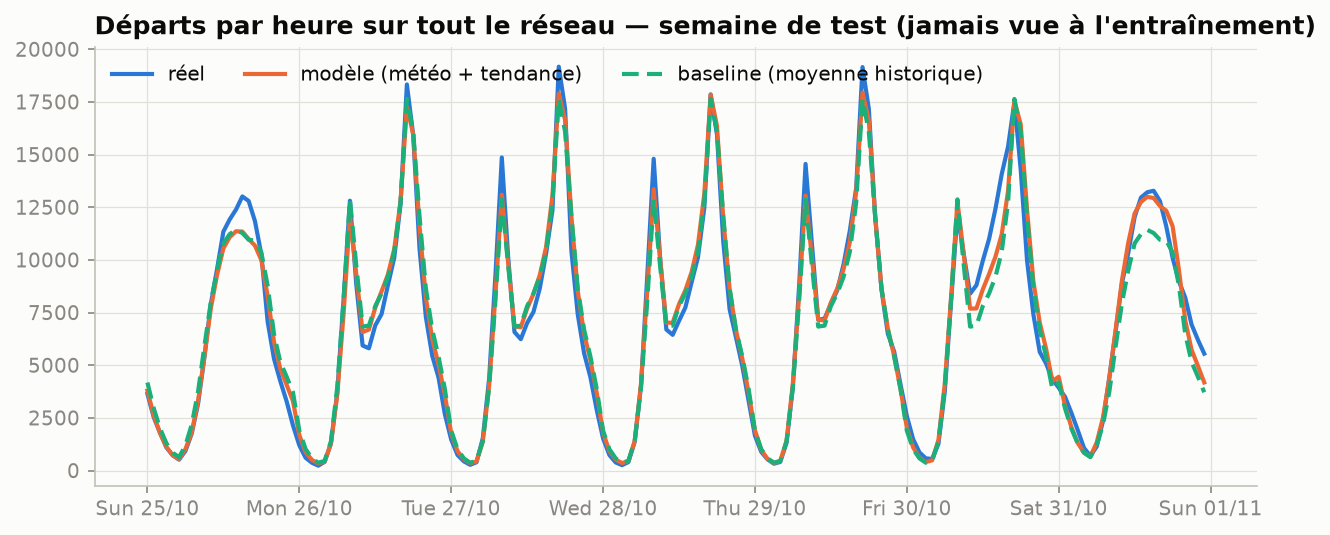 Départs par heure sur tout le réseau — semaine de test (jamais vue à l'entraînement)
réel
modèle (météo + tendance)
baseline (moyenne historique)
20000
17500
15000
12500
10000
7500
5000
2500
0
Sun 25/10
Mon 26/10
Tue 27/10
Wed 28/10
Thu 29/10
Fri 30/10
Sat 31/10
Sun 01/11